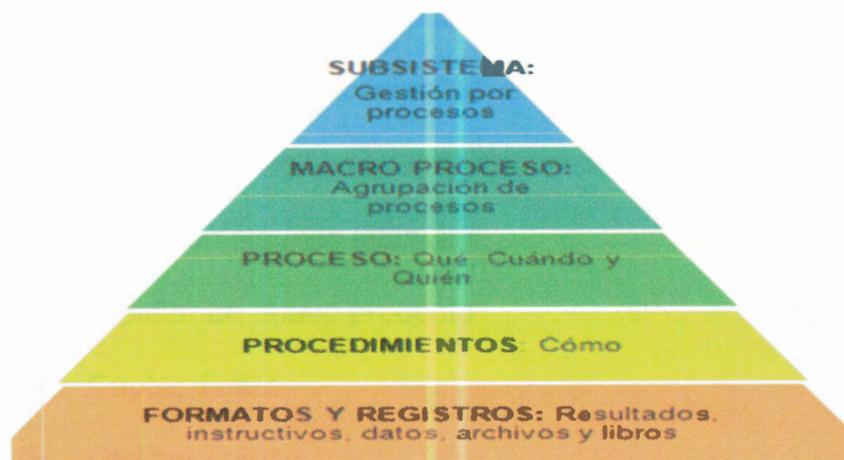 SUBSISTEMA:
Gestión por
procesos
MACRO PROCESO:
Agrupación de
procesos
PROCESO: Qué, Cuándo y
Quién
PROCEDIMIENTOS: Cómo
FORMATOS Y REGISTROS: Resultados,
instructivos, datos, archivos y libros